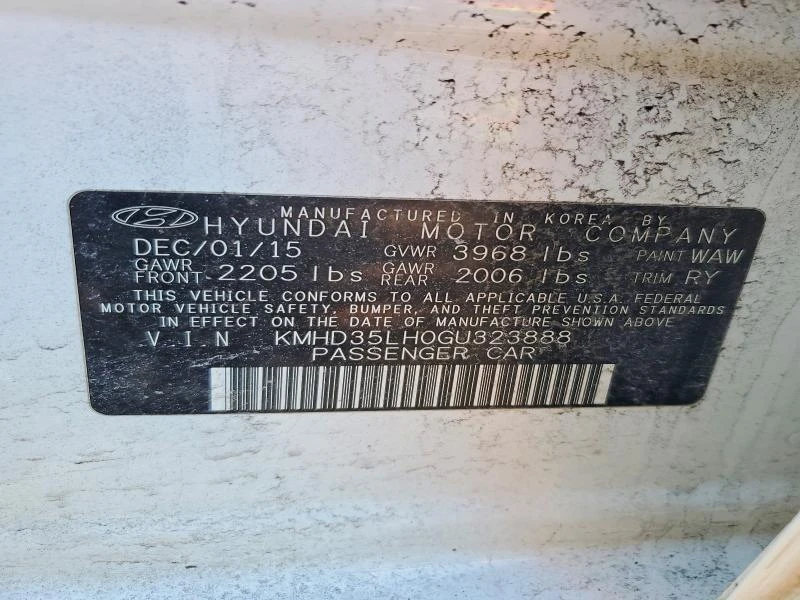 MANUFACTURED IN KOREA BY
HYUNDAI MOTOR COMPANY
DEC/01/15 GVWR 3968 lbs PAINT WAW
GAWR FRONT 2205 lbs GAWR REAR 2006 lbs TRIM RY
THIS VEHICLE CONFORMS TO ALL APPLICABLE U.S.A. FEDERAL
MOTOR VEHICLE SAFETY, BUMPER, AND THEFT PREVENTION STANDARDS
IN EFFECT ON THE DATE OF MANUFACTURE SHOWN ABOVE
VIN KMHD35LH0GU323888
PASSENGER CAR